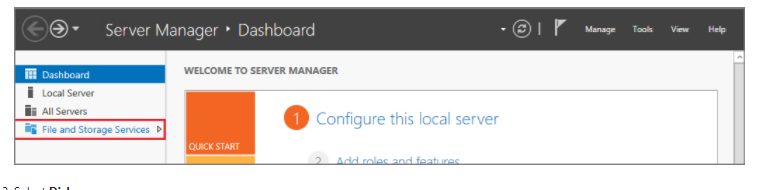 Server Manager ‣ Dashboard
Manage Tools View Help
Dashboard
Local Server
All Servers
File and Storage Services
WELCOME TO SERVER MANAGER
1 Configure this local server
QUICK START
2 Add roles and features
Select